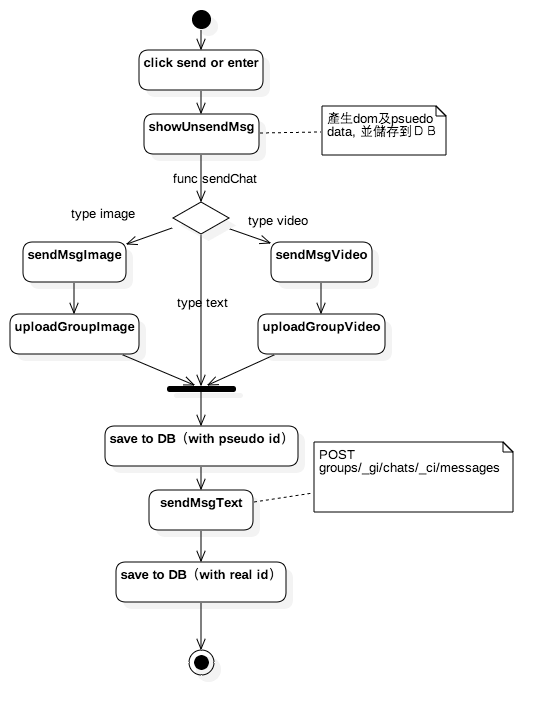 click send or enter
showUnsendMsg
產生dom及psuedo
data, 並儲存到ＤＢ
func sendChat
type image
type video
sendMsgImage
sendMsgVideo
type text
uploadGroupImage
uploadGroupVideo
save to DB（with pseudo id）
POST
groups/_gi/chats/_ci/messages
sendMsgText
save to DB（with real id）